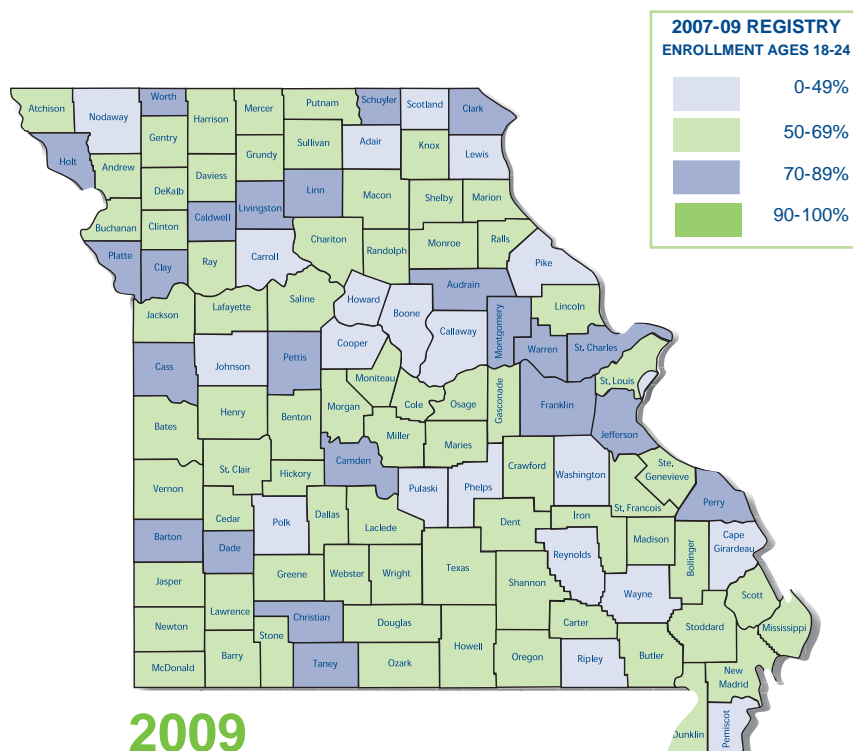 2007-09 REGISTRY
ENROLLMENT AGES 18-24
0-49%
50-69%
70-89%
90-100%
Atchison
Nodaway
Worth
Harrison
Mercer
Putnam
Schuyler
Scotland
Clark
Holt
Andrew
Gentry
DeKalb
Daviess
Grundy
Sullivan
Adair
Knox
Lewis
Buchanan
Clinton
Caldwell
Livingston
Linn
Macon
Shelby
Marion
Platte
Clay
Ray
Carroll
Chariton
Randolph
Monroe
Ralls
Pike
Jackson
Lafayette
Saline
Howard
Boone
Audrain
Callaway
Montgomery
Lincoln
Warren
St. Charles
St. Louis
Cass
Johnson
Pettis
Cooper
Moniteau
Cole
Osage
Gasconade
Franklin
Jefferson
Bates
Henry
Benton
Morgan
Miller
Maries
Camden
Vernon
St. Clair
Hickory
Pulaski
Phelps
Crawford
Washington
St. Francois
Ste.
Genevieve
Perry
Barton
Cedar
Dade
Polk
Dallas
Laclede
Dent
Iron
Reynolds
Madison
Bollinger
Cape
Girardeau
Jasper
Greene
Webster
Wright
Texas
Shannon
Wayne
Scott
Newton
Lawrence
Christian
Stone
Douglas
Howell
Carter
Stoddard
Mississippi
McDonald
Barry
Taney
Ozark
Oregon
Ripley
Butler
New
Madrid
Dunklin
Pemiscot
2009